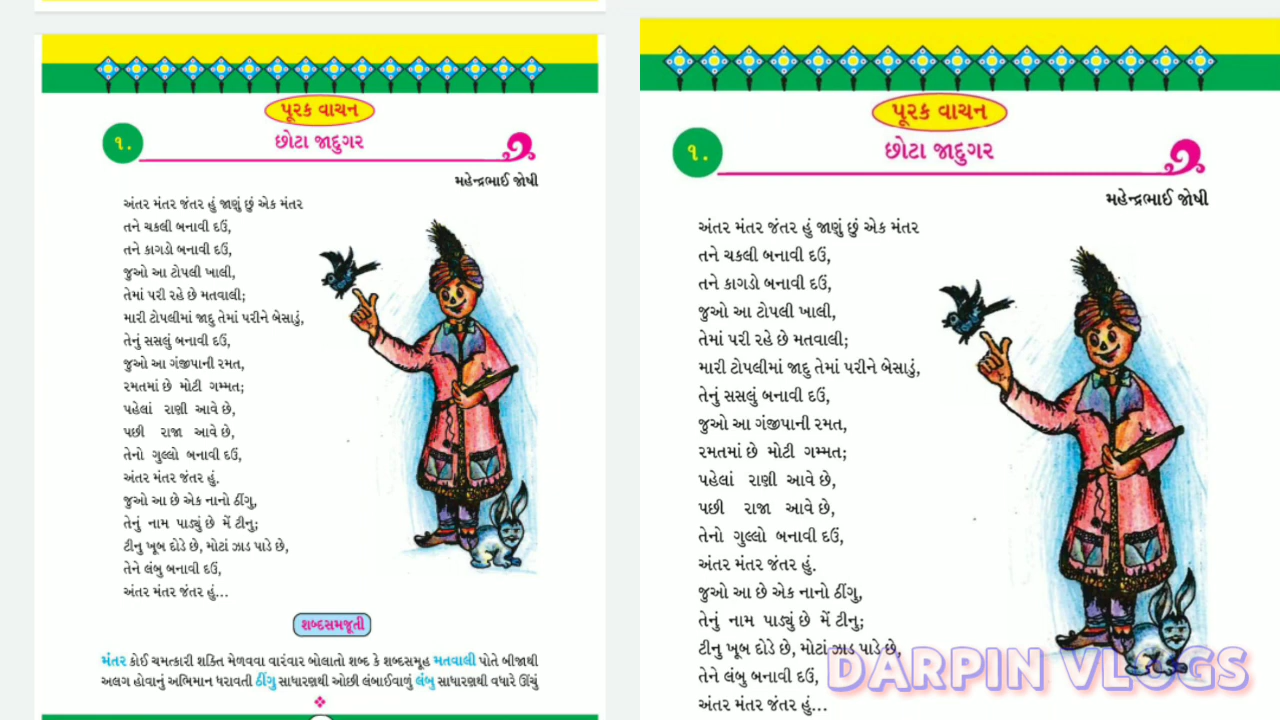 પૂરક વાચન
૧.
છોટા જાદુગર
મહેન્દ્રભાઈ જોષી
અંતર મંતર જંતર હું જાણું છું એક મંતર
તને ચકલી બનાવી દઉં,
તને કાગડો બનાવી દઉં,
જુઓ આ ટોપલી ખાલી,
તેમાં પરી રહે છે મતવાલી;
મારી ટોપલીમાં જાદુ તેમાં પરીને બેસાડું,
તેનું સસલું બનાવી દઉં,
જુઓ આ ગંજીપાની રમત,
રમતમાં છે મોટી ગમ્મત;
પહેલાં રાણી આવે છે,
પછી રાજા આવે છે,
તેનો ગુલ્લો બનાવી દઉં,
અંતર મંતર જંતર હું.
જુઓ આ છે એક નાનો ઠીંગુ,
તેનું નામ પાડ્યું છે મેં ટીનુ;
ટીનુ ખૂબ દોડે છે, મોટાં ઝાડ પાડે છે,
તેને લંબુ બનાવી દઉં,
અંતર મંતર જંતર હું...
શબ્દસમજૂતી
મંતર કોઈ ચમત્કારી શક્તિ મેળવવા વારંવાર બોલાતો શબ્દ કે શબ્દસમૂહ મતવાલી પોતે બીજાથી
અલગ હોવાનું અભિમાન ધરાવતી ઠીંગુ સાધારણથી ઓછી લંબાઈવાળું લંબુ સાધારણથી વધારે ઊંચું
પૂરક વાચન
૧.
છોટા જાદુગર
મહેન્દ્રભાઈ જોષી
અંતર મંતર જંતર હું જાણું છું એક મંતર
તને ચકલી બનાવી દઉં,
તને કાગડો બનાવી દઉં,
જુઓ આ ટોપલી ખાલી,
તેમાં પરી રહે છે મતવાલી;
મારી ટોપલીમાં જાદુ તેમાં પરીને બેસાડું,
તેનું સસલું બનાવી દઉં,
જુઓ આ ગંજીપાની રમત,
રમતમાં છે મોટી ગમ્મત;
પહેલાં રાણી આવે છે,
પછી રાજા આવે છે,
તેનો ગુલ્લો બનાવી દઉં,
અંતર મંતર જંતર હું.
જુઓ આ છે એક નાનો ઠીંગુ,
તેનું નામ પાડ્યું છે મેં ટીનુ;
ટીનુ ખૂબ દોડે છે, મોટાં ઝાડ પાડે છે,
તેને લંબુ બનાવી દઉં,
અંતર મંતર જંતર હું...
DARPIN VLOGS